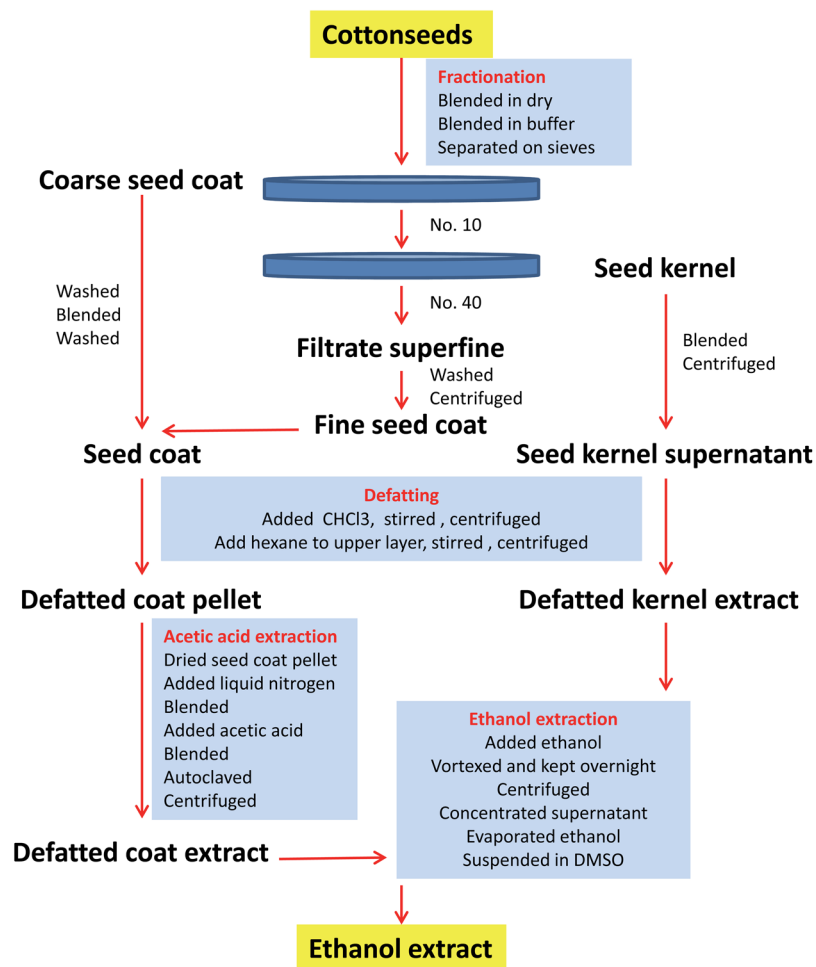 Cottonseeds
Fractionation
Blended in dry
Blended in buffer
Separated on sieves
Coarse seed coat
No. 10
Seed kernel
Washed
Blended
Washed
No. 40
Blended
Centrifuged
Filtrate superfine
Washed
Centrifuged
Fine seed coat
Seed coat
Seed kernel supernatant
Defatting
Added CHCl3, stirred , centrifuged
Add hexane to upper layer, stirred , centrifuged
Defatted coat pellet
Defatted kernel extract
Acetic acid extraction
Dried seed coat pellet
Added liquid nitrogen
Blended
Added acetic acid
Blended
Autoclaved
Centrifuged
Ethanol extraction
Added ethanol
Vortexed and kept overnight
Centrifuged
Concentrated supernatant
Evaporated ethanol
Suspended in DMSO
Defatted coat extract
Ethanol extract